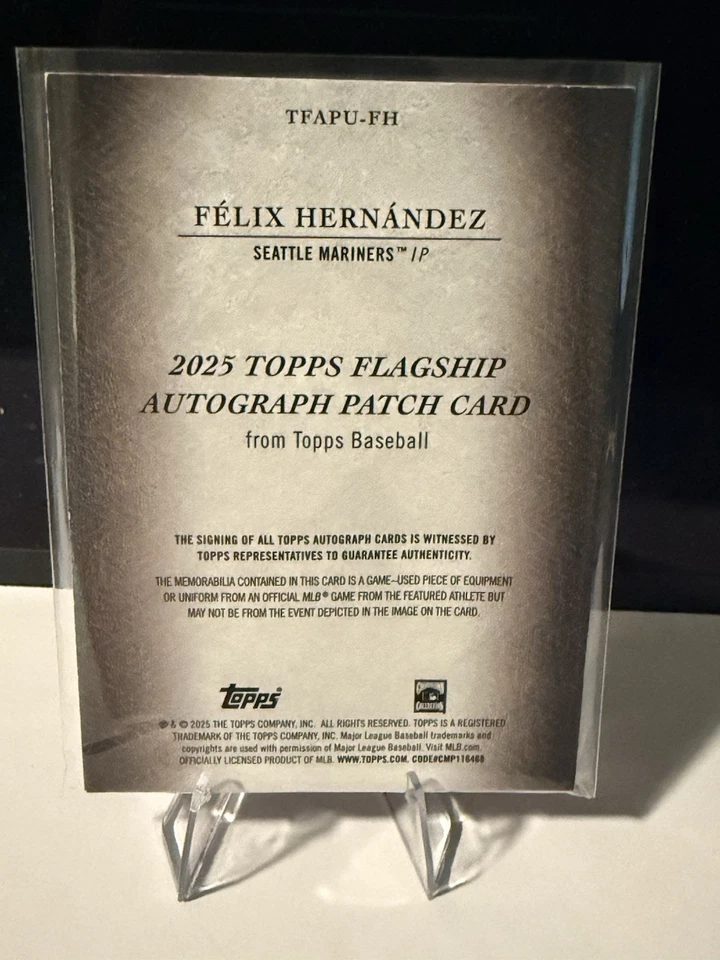 TFAPU-FH
FÉLIX HERNÁNDEZ
SEATTLE MARINERS™ / P
2025 TOPPS FLAGSHIP
AUTOGRAPH PATCH CARD
from Topps Baseball
THE SIGNING OF ALL TOPPS AUTOGRAPH CARDS IS WITNESSED BY
TOPPS REPRESENTATIVES TO GUARANTEE AUTHENTICITY.
THE MEMORABILIA CONTAINED IN THIS CARD IS A GAME-USED PIECE OF EQUIPMENT
OR UNIFORM FROM AN OFFICIAL MLB® GAME FROM THE FEATURED ATHLETE BUT
MAY NOT BE FROM THE EVENT DEPICTED IN THE IMAGE ON THE CARD.
topps®
® & © 2025 THE TOPPS COMPANY, INC. ALL RIGHTS RESERVED. TOPPS IS A REGISTERED
TRADEMARK OF THE TOPPS COMPANY, INC. Major League Baseball trademarks and
copyrights are used with permission of Major League Baseball. Visit MLB.com.
OFFICIALLY LICENSED PRODUCT OF MLB. WWW.TOPPS.COM. CODE#CMP116468